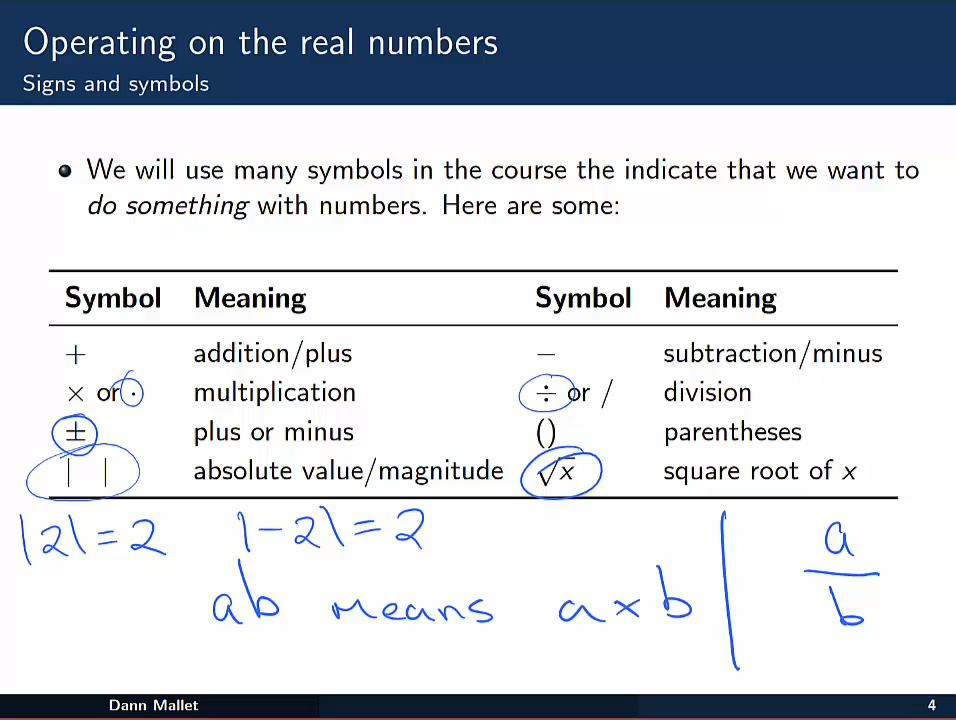 Operating on the real numbers
Signs and symbols
We will use many symbols in the course the indicate that we want to
do something with numbers. Here are some:
Symbol Meaning Symbol Meaning
+ addition/plus − subtraction/minus
× or · multiplication ÷ or / division
± plus or minus () parentheses
| | absolute value/magnitude √x square root of x
|2| = 2 |−2| = 2
ab means a × b
a
b
Dann Mallet 4